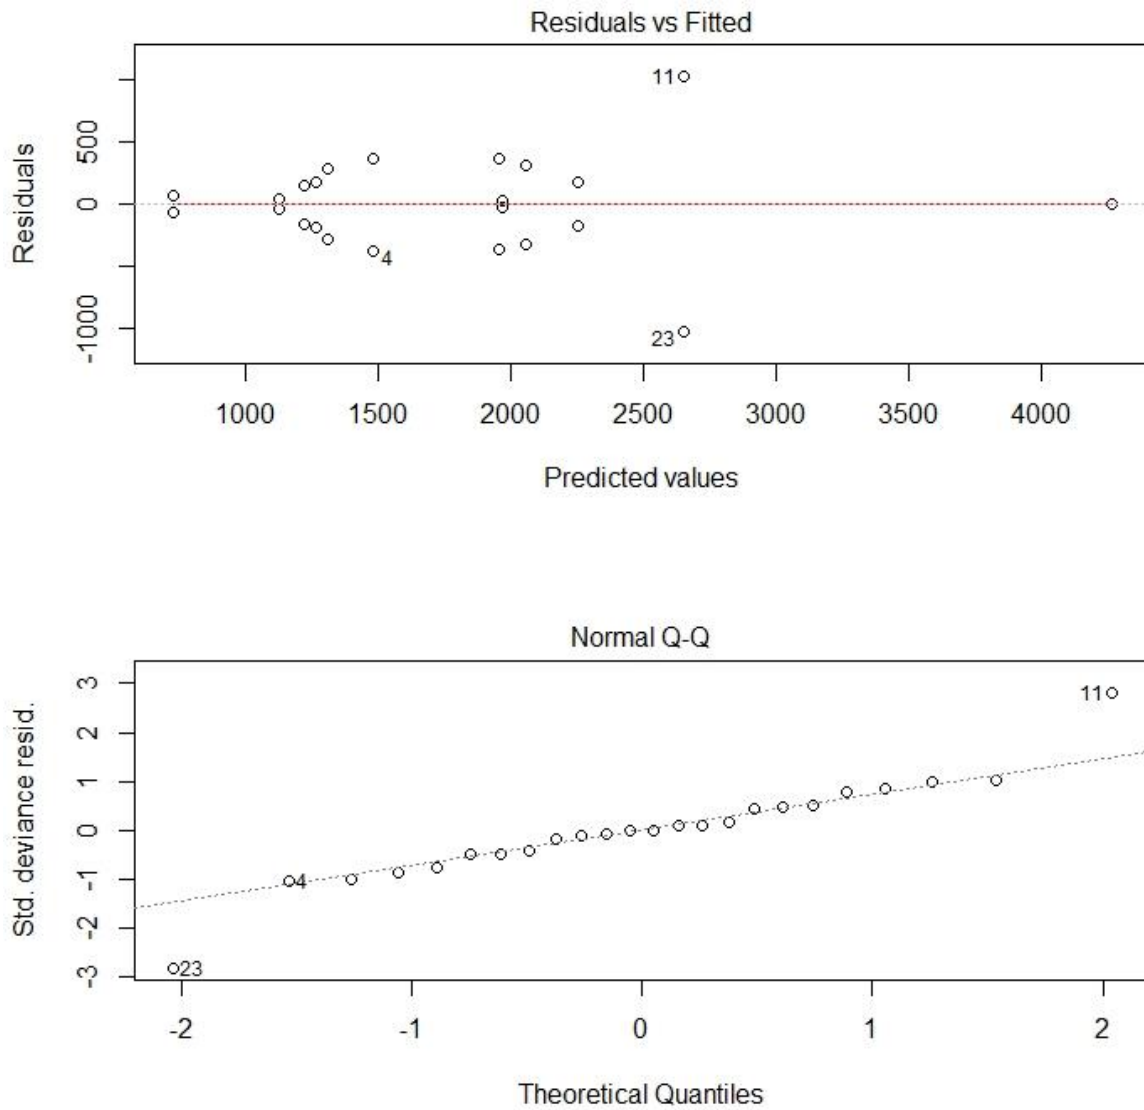 Residuals vs Fitted
Residuals
500
0
-1000
11
4
23
1000 1500 2000 2500 3000 3500 4000
Predicted values
Normal Q-Q
Std. deviance resid.
3
2
1
0
-1
-2
-3
11
4
23
-2 -1 0 1 2
Theoretical Quantiles